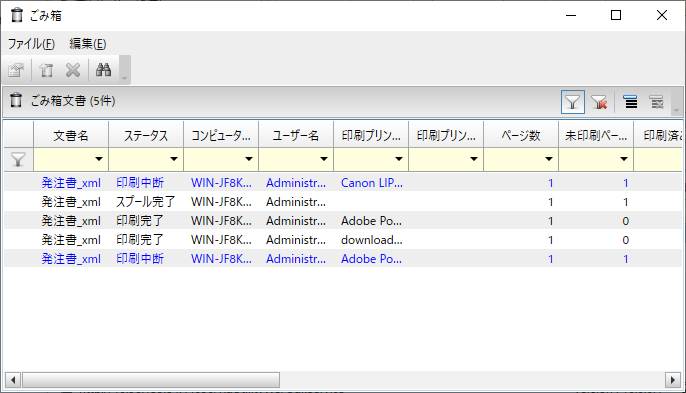 ごみ箱
ファイル(F) 編集(E)
ごみ箱文書 (5件)
文書名 ステータス コンピュータ... ユーザー名 印刷プリン... 印刷プリン... ページ数 未印刷ペー... 印刷済み
発注書_xml 印刷中断 WIN-JF8K... Administr... Canon LIP... 1 1
発注書_xml スプール完了 WIN-JF8K... Administr... 1 1
発注書_xml 印刷完了 WIN-JF8K... Administr... Adobe Po... 1 0
発注書_xml 印刷完了 WIN-JF8K... Administr... download... 1 0
発注書_xml 印刷中断 WIN-JF8K... Administr... Adobe Po... 1 1